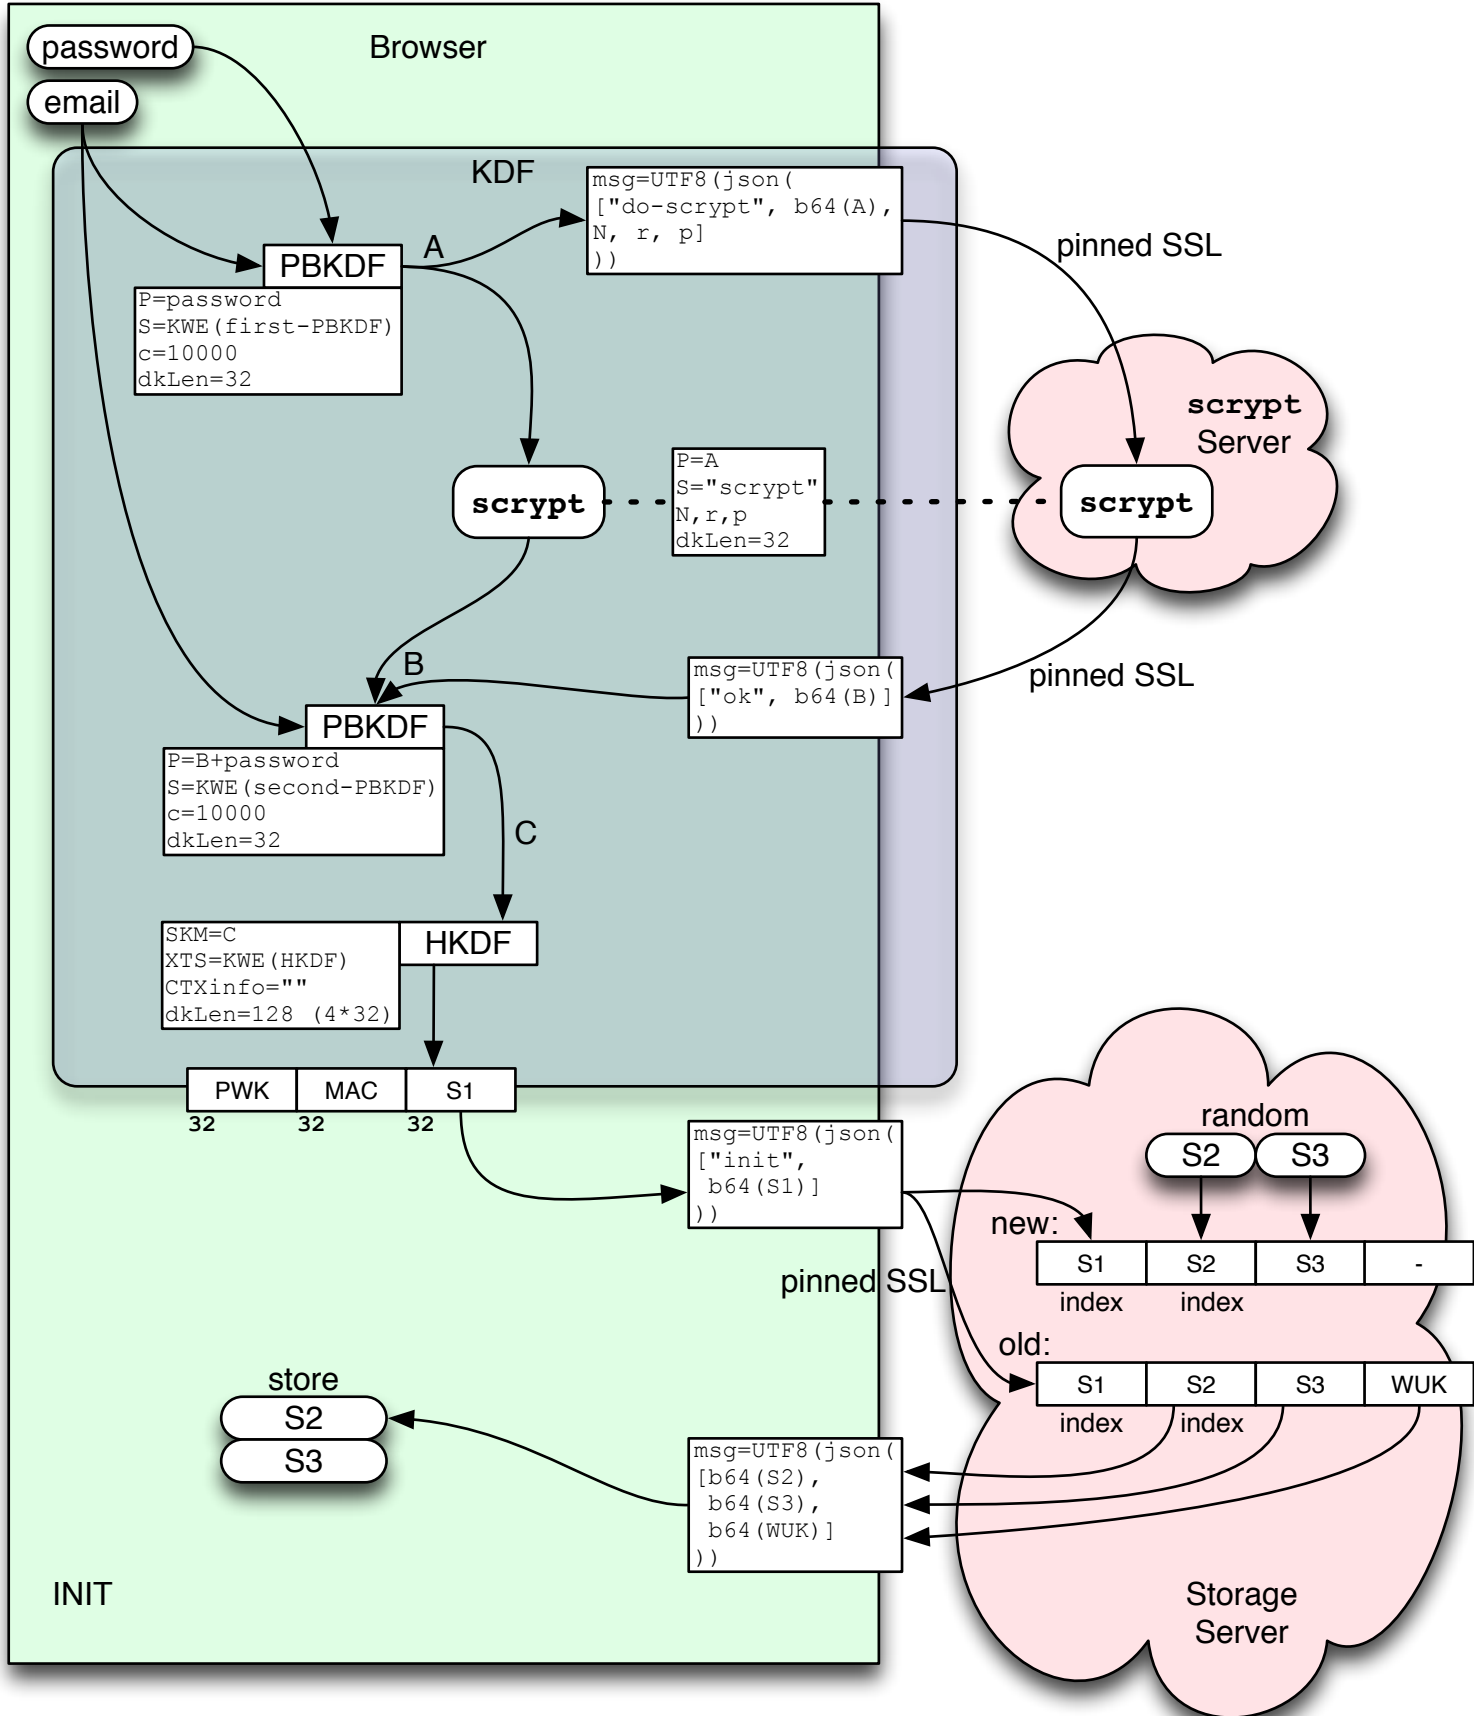 password
Browser
email
KDF
msg=UTF8(json(
["do-scrypt", b64(A),
N, r, p]
))
A
pinned SSL
PBKDF
P=password
S=KWE(first-PBKDF)
c=10000
dkLen=32
scrypt
Server
scrypt
P=A
S="scrypt"
N,r,p
dkLen=32
scrypt
B
msg=UTF8(json(
["ok", b64(B)]
))
pinned SSL
PBKDF
P=B+password
S=KWE(second-PBKDF)
c=10000
dkLen=32
C
SKM=C
XTS=KWE(HKDF)
CTXinfo=""
dkLen=128 (4*32)
HKDF
PWK
MAC
S1
32
32
32
msg=UTF8(json(
["init",
b64(S1)]
))
random
S2
S3
new:
S1
S2
S3
-
index
index
pinned SSL
old:
S1
S2
S3
WUK
index
index
store
S2
S3
msg=UTF8(json(
[b64(S2),
b64(S3),
b64(WUK)]
))
INIT
Storage
Server